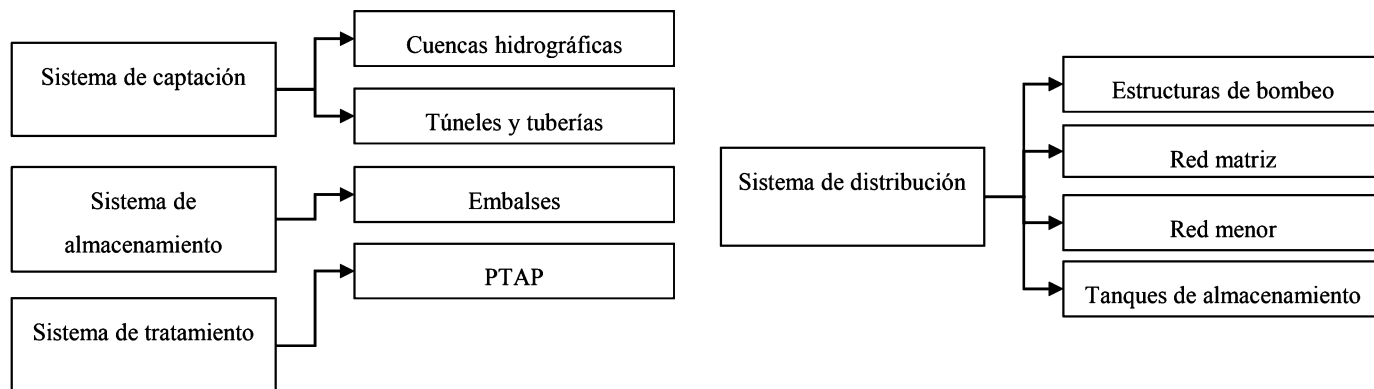 Sistema de captación
Cuencas hidrográficas
Túneles y tuberías
Sistema de
almacenamiento
Embalses
Sistema de tratamiento
PTAP
Sistema de distribución
Estructuras de bombeo
Red matriz
Red menor
Tanques de almacenamiento